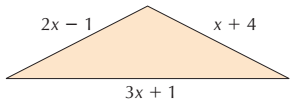 2x − 1
x + 4
3x + 1